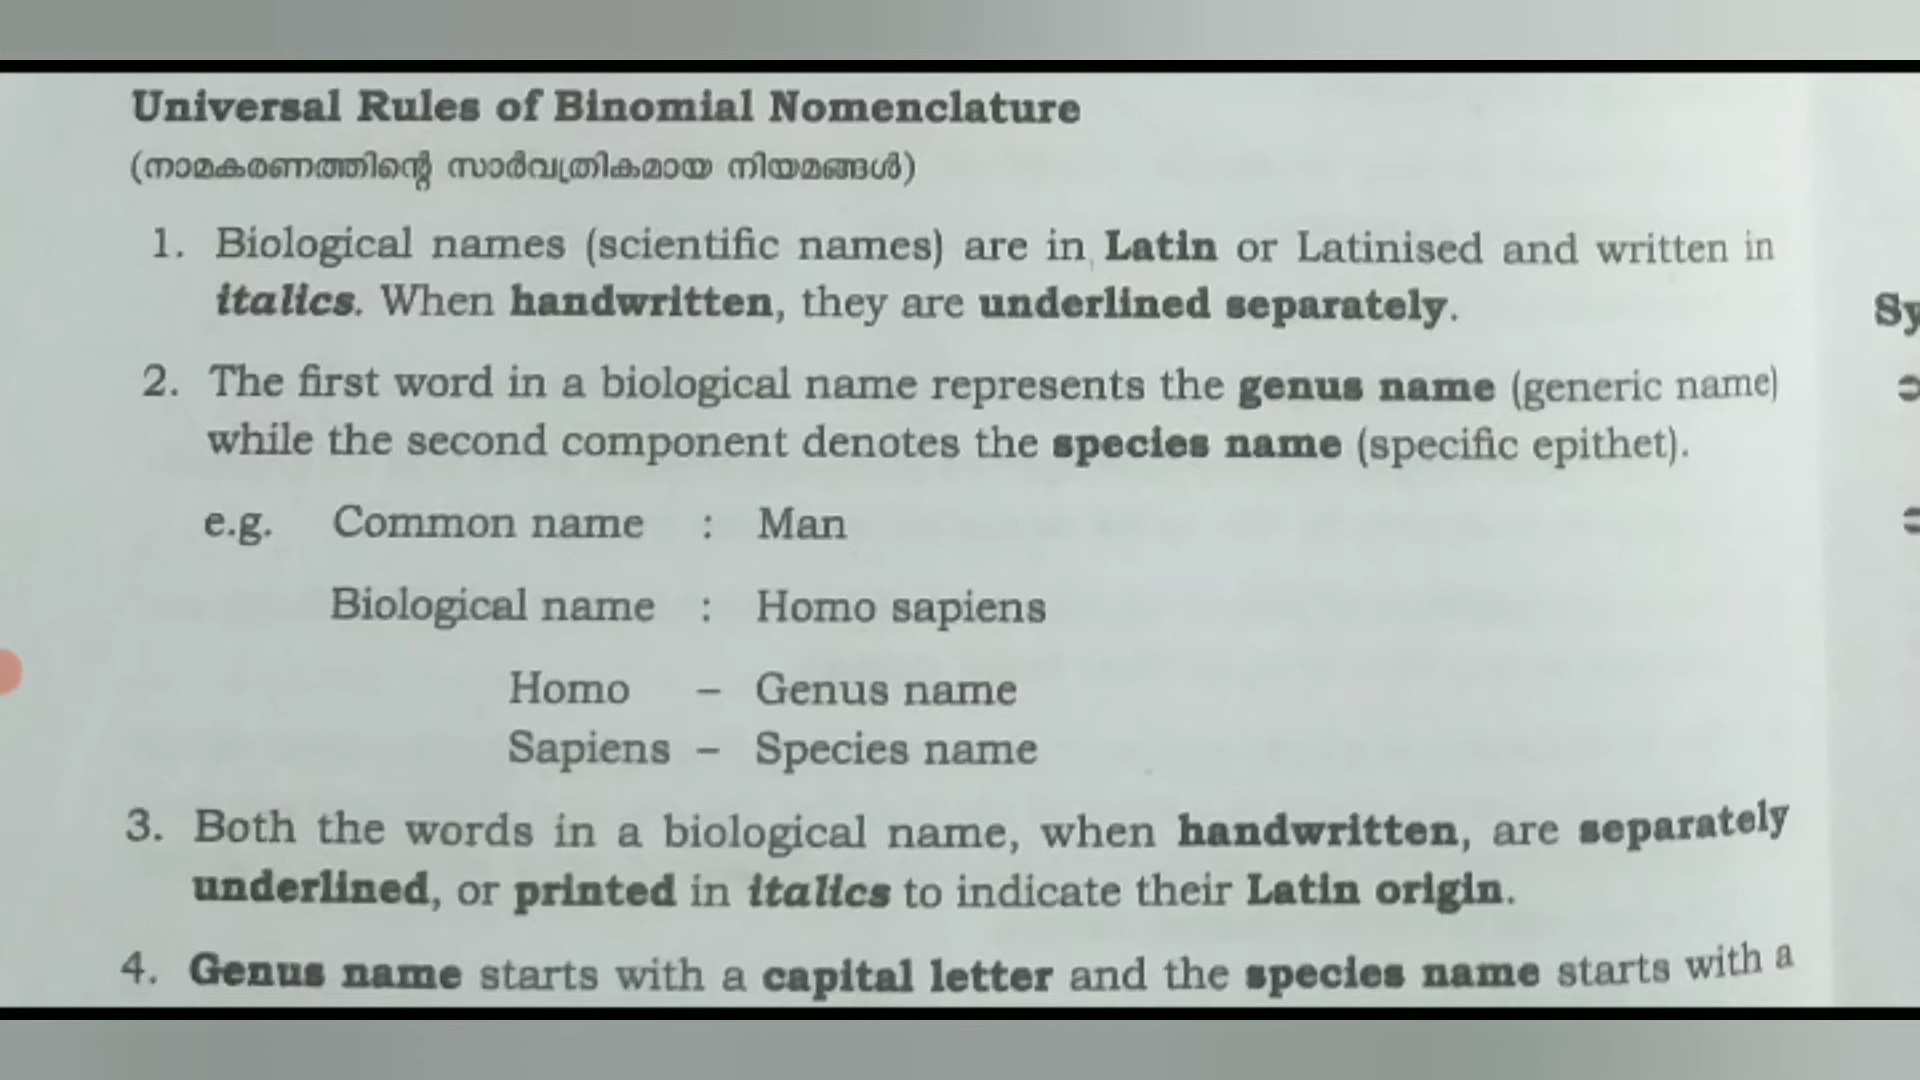 Universal Rules of Binomial Nomenclature
(നാമകരണത്തിന്റെ സാർവത്രികമായ നിയമങ്ങൾ)
1. Biological names (scientific names) are in Latin or Latinised and written in
italics. When handwritten, they are underlined separately.
Sy
2. The first word in a biological name represents the genus name (generic name)
while the second component denotes the species name (specific epithet).
e.g. Common name : Man
Biological name : Homo sapiens
Homo – Genus name
Sapiens – Species name
3. Both the words in a biological name, when handwritten, are separately
underlined, or printed in italics to indicate their Latin origin.
4. Genus name starts with a capital letter and the species name starts with a